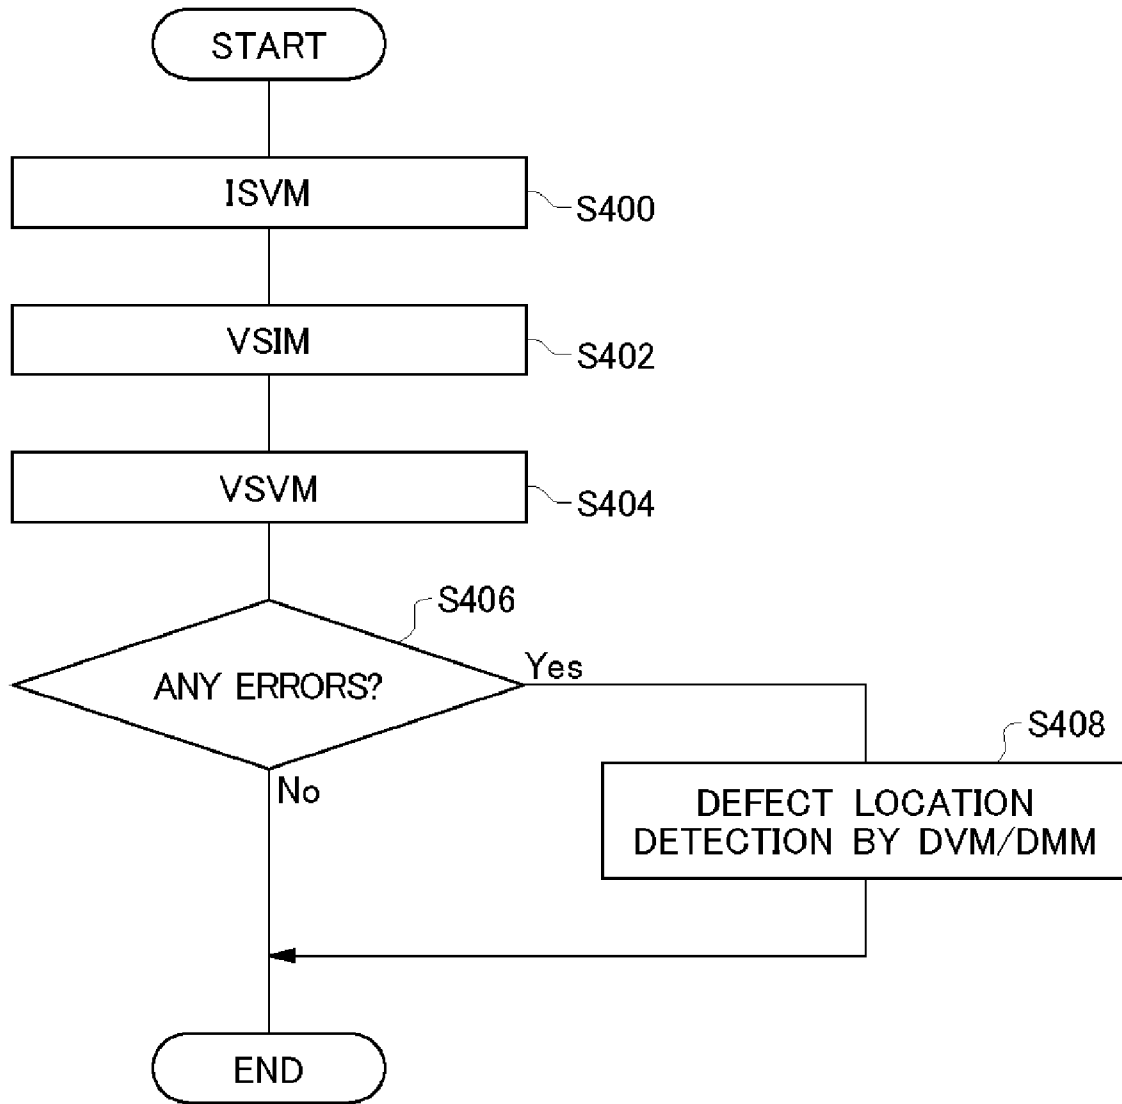 START
ISVM
S400
VSIM
S402
VSVM
S404
S406
ANY ERRORS?
Yes
No
S408
DEFECT LOCATION
DETECTION BY DVM/DMM
END